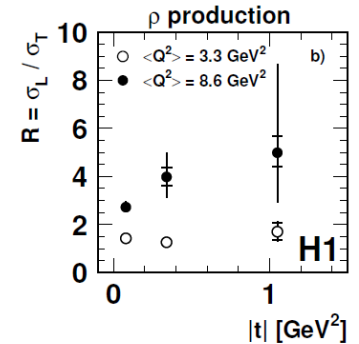 ρ production
R = σL / σT
10
8
6
4
2
0
<Q²> = 3.3 GeV²
<Q²> = 8.6 GeV²
b)
H1
0
1
|t| [GeV²]